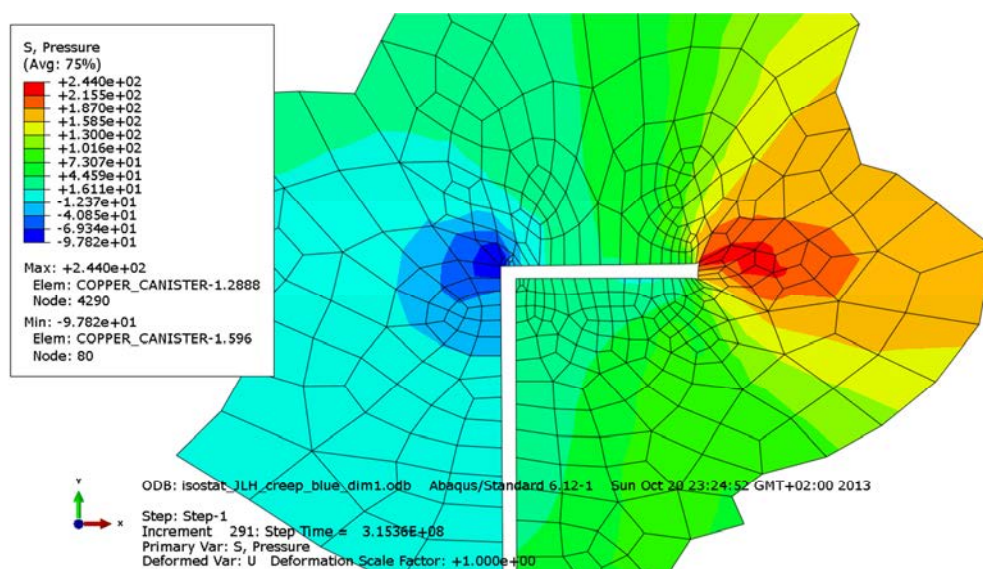 S, Pressure
(Avg: 75%)
+2.440e+02
+2.155e+02
+1.870e+02
+1.585e+02
+1.300e+02
+1.016e+02
+7.307e+01
+4.459e+01
+1.611e+01
-1.237e+01
-4.085e+01
-6.934e+01
-9.782e+01
Max: +2.440e+02
Elem: COPPER_CANISTER-1.2888
Node: 4290
Min: -9.782e+01
Elem: COPPER_CANISTER-1.596
Node: 80
Y
X
ODB: isostat_JLH_creep_blue_dim1.odb Abaqus/Standard 6.12-1 Sun Oct 20 23:24:52 GMT+02:00 2013
Step: Step-1
Increment 291: Step Time = 3.1536E+08
Primary Var: S, Pressure
Deformed Var: U Deformation Scale Factor: +1.000e+00